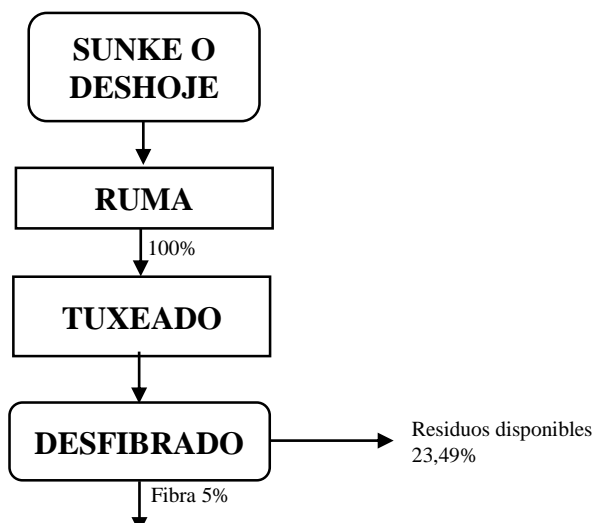 SUNKE O
DESHOJE
RUMA
100%
TUXEADO
DESFIBRADO
Residuos disponibles
23,49%
Fibra 5%